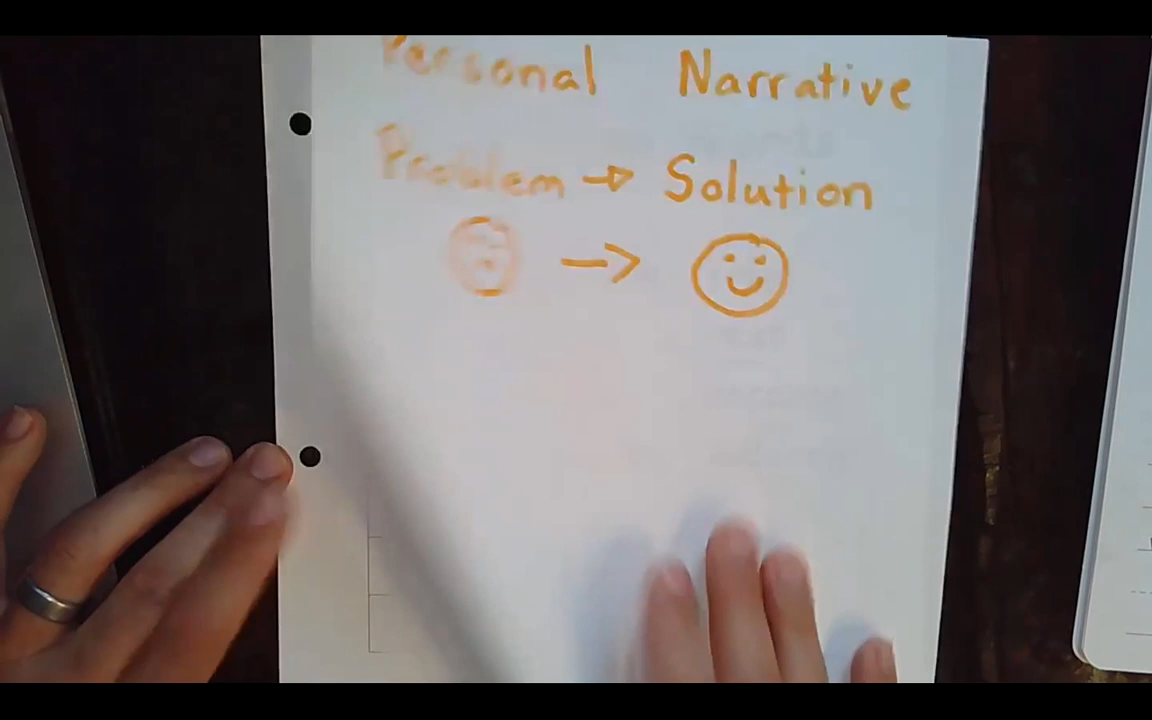 Personal Narrative
Problem → Solution
→